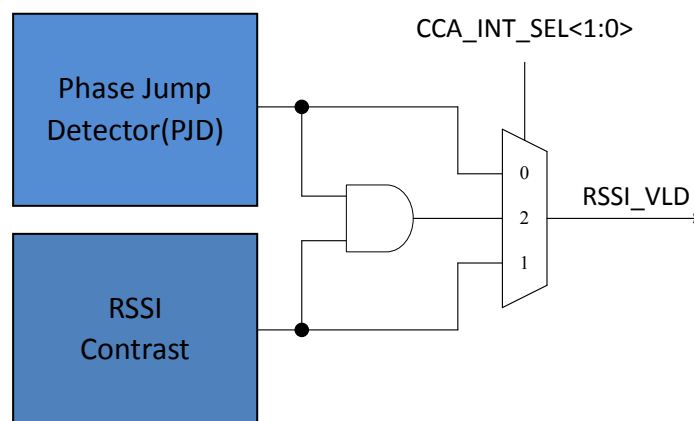 CCA_INT_SEL<1:0>
Phase Jump
Detector(PJD)
0
RSSI_VLD
2
1
RSSI
Contrast